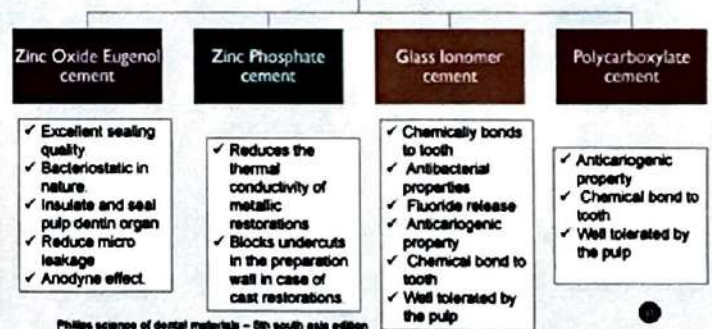 Zinc Oxide Eugenol
cement
✓ Excellent sealing
quality.
✓ Bacteriostatic in
nature.
✓ Insulate and seal
pulp dentin organ
✓ Reduce micro
leakage
✓ Anodyne effect.
Zinc Phosphate
cement
✓ Reduces the
thermal
conductivity of
metallic
restorations
✓ Blocks undercuts
in the preparation
wall in case of
cast restorations.
Glass Ionomer
cement
✓ Chemically bonds
to tooth
✓ Antibacterial
properties
✓ Fluoride release
✓ Anticariogenic
property
✓ Chemical bond to
tooth
✓ Well tolerated by
the pulp
Polycarboxylate
cement
✓ Anticariogenic
property
✓ Chemical bond to
tooth
✓ Well tolerated by
the pulp
science of dental materials – south asia edition